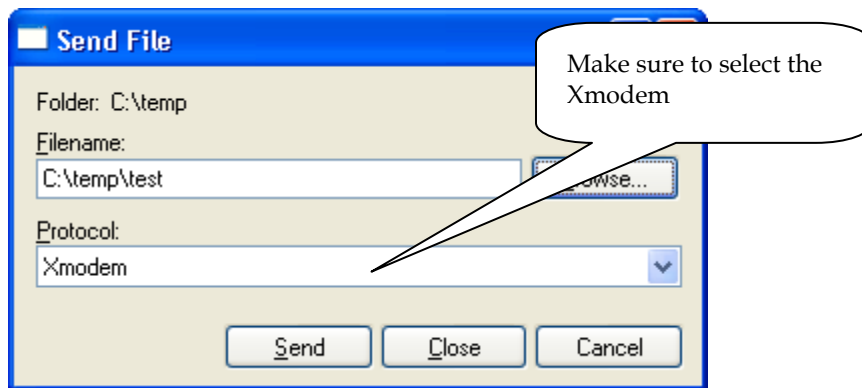 Send File
Make sure to select the
Xmodem
Folder: C:\temp
Filename:
C:\temp\test
Protocol:
Xmodem
Send Close Cancel